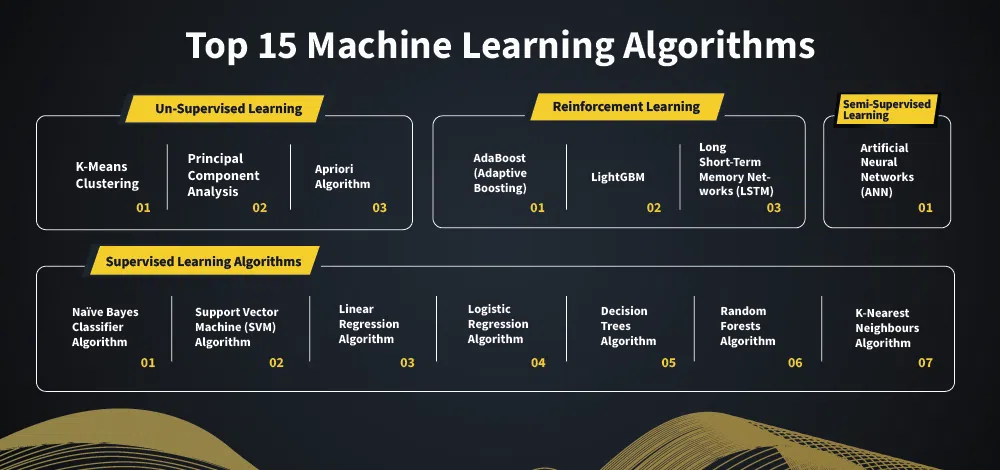 Top 15 Machine Learning Algorithms
Un-Supervised Learning
K-Means
Clustering
01
Principal
Component
Analysis
02
Apriori
Algorithm
03
Reinforcement Learning
AdaBoost
(Adaptive
Boosting)
01
LightGBM
02
Long
Short-Term
Memory Net-
works (LSTM)
03
Semi-Supervised
Learning
Artificial
Neural
Networks
(ANN)
01
Supervised Learning Algorithms
Naïve Bayes
Classifier
Algorithm
01
Support Vector
Machine (SVM)
Algorithm
02
Linear
Regression
Algorithm
03
Logistic
Regression
Algorithm
04
Decision
Trees
Algorithm
05
Random
Forests
Algorithm
06
K-Nearest
Neighbours
Algorithm
07